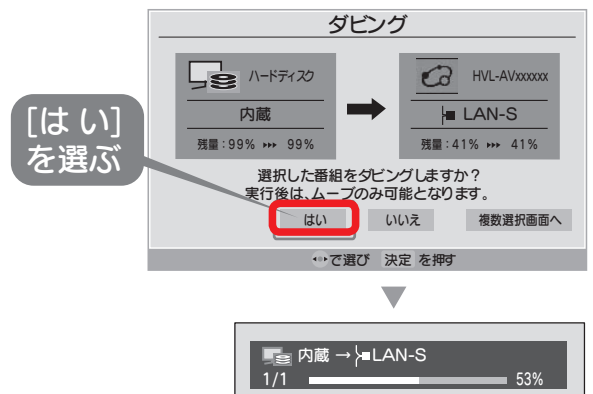 ダビング
ハードディスク
内蔵
残量：99% ▸▸▸ 99%
HVL-AVxxxxxx
LAN-S
残量：41% ▸▸▸ 41%
[はい]
を選ぶ
選択した番組をダビングしますか？
実行後は、ムーブのみ可能となります。
はい いいえ 複数選択画面へ
で選び 決定 を押す
内蔵 → LAN-S
1/1 53%